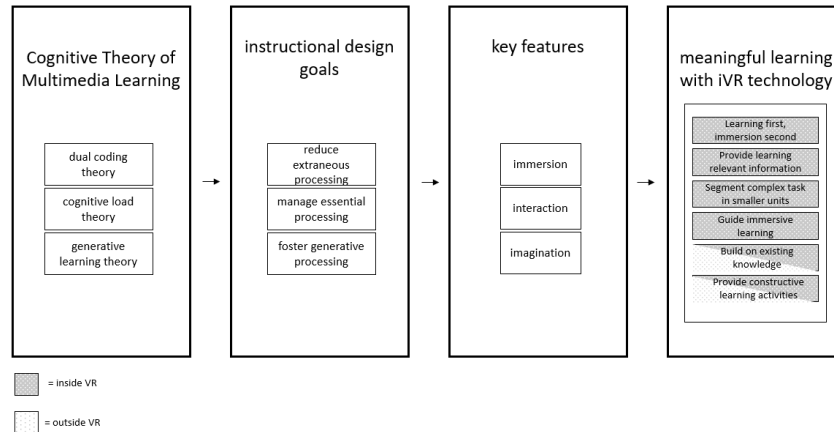 Cognitive Theory of
Multimedia Learning
dual coding
theory
cognitive load
theory
generative
learning theory
instructional design
goals
reduce
extraneous
processing
manage essential
processing
foster generative
processing
key features
immersion
interaction
imagination
meaningful learning
with iVR technology
Learning first,
immersion second
Provide learning
relevant information
Segment complex task
in smaller units
Guide immersive
learning
Build on existing
knowledge
Provide constructive
learning activities
= inside VR
= outside VR